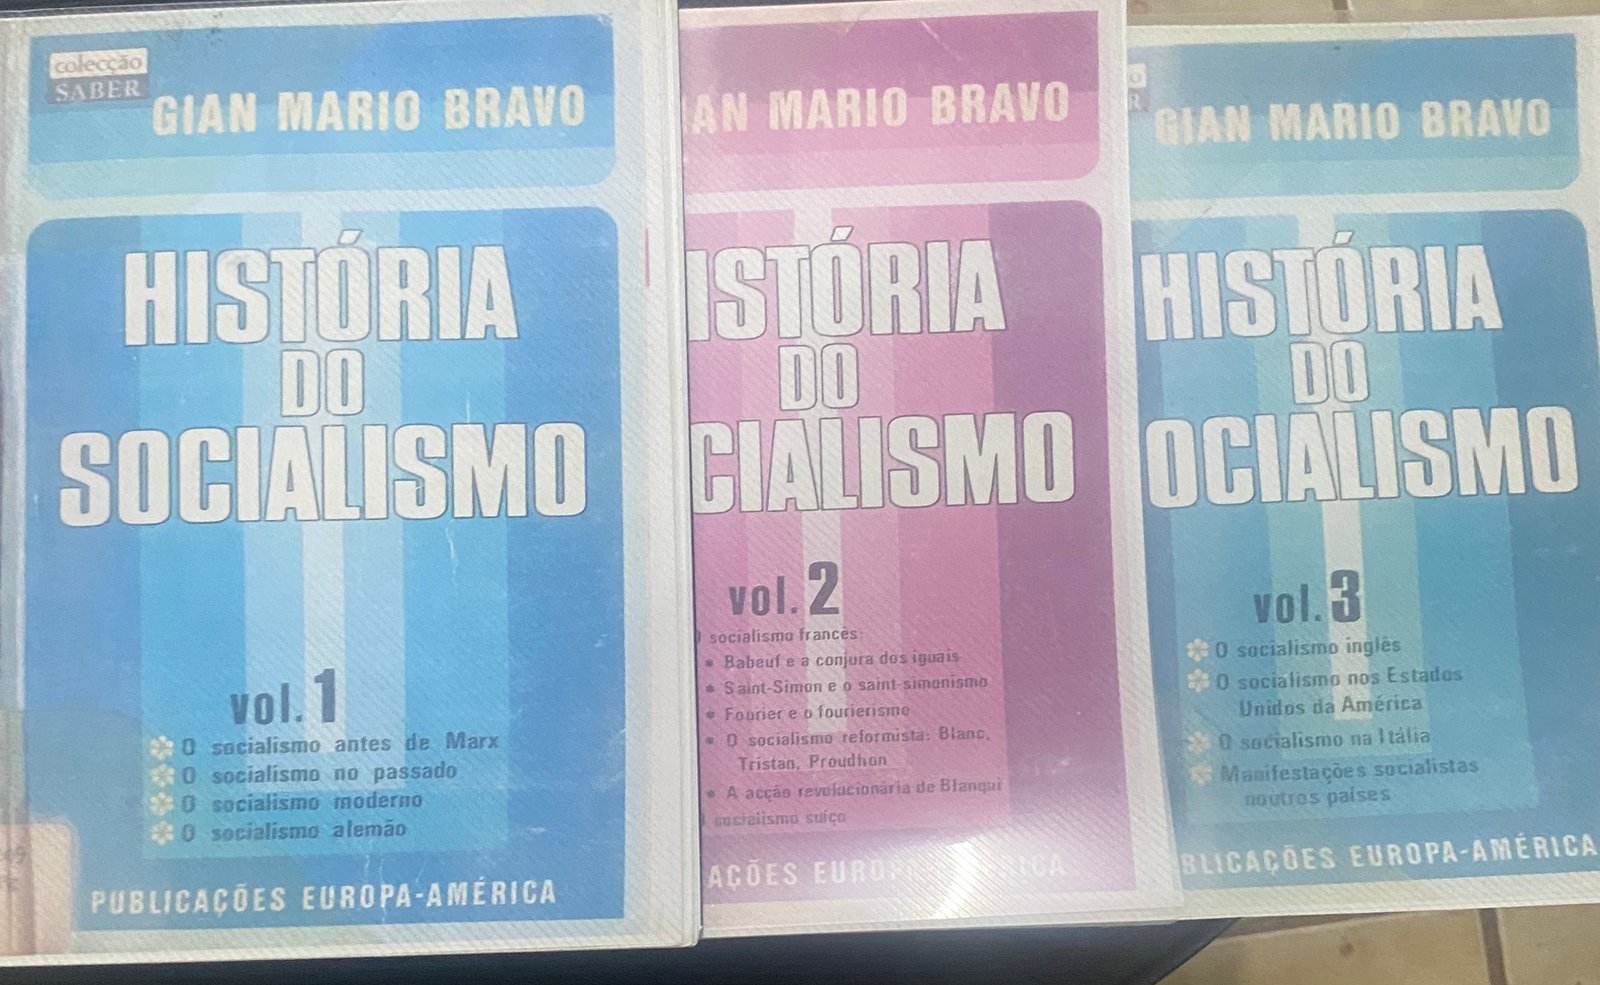 colecção
SABER
GIAN MARIO BRAVO
HISTÓRIA
DO
SOCIALISMO
vol. 1
O socialismo antes de Marx
O socialismo no passado
O socialismo moderno
O socialismo alemão
PUBLICAÇÕES EUROPA-AMÉRICA
AN MARIO BRAVO
ISTÓRIA
DO
CIALISMO
vol. 2
O socialismo francês:
• Babeuf e a conjura dos iguais
• Saint-Simon e o saint-simonismo
• Fourier e o fourierismo
• O socialismo reformista: Blanc,
Tristan, Proudhon
• A acção revolucionária de Blanqui
O socialismo suíço
AÇÕES EUROPA-AMÉRICA
GIAN MARIO BRAVO
HISTÓRIA
DO
OCIALISMO
vol. 3
O socialismo inglês
O socialismo nos Estados
Unidos da América
O socialismo na Itália
Manifestações socialistas
noutros países
BLICAÇÕES EUROPA-AMÉRICA